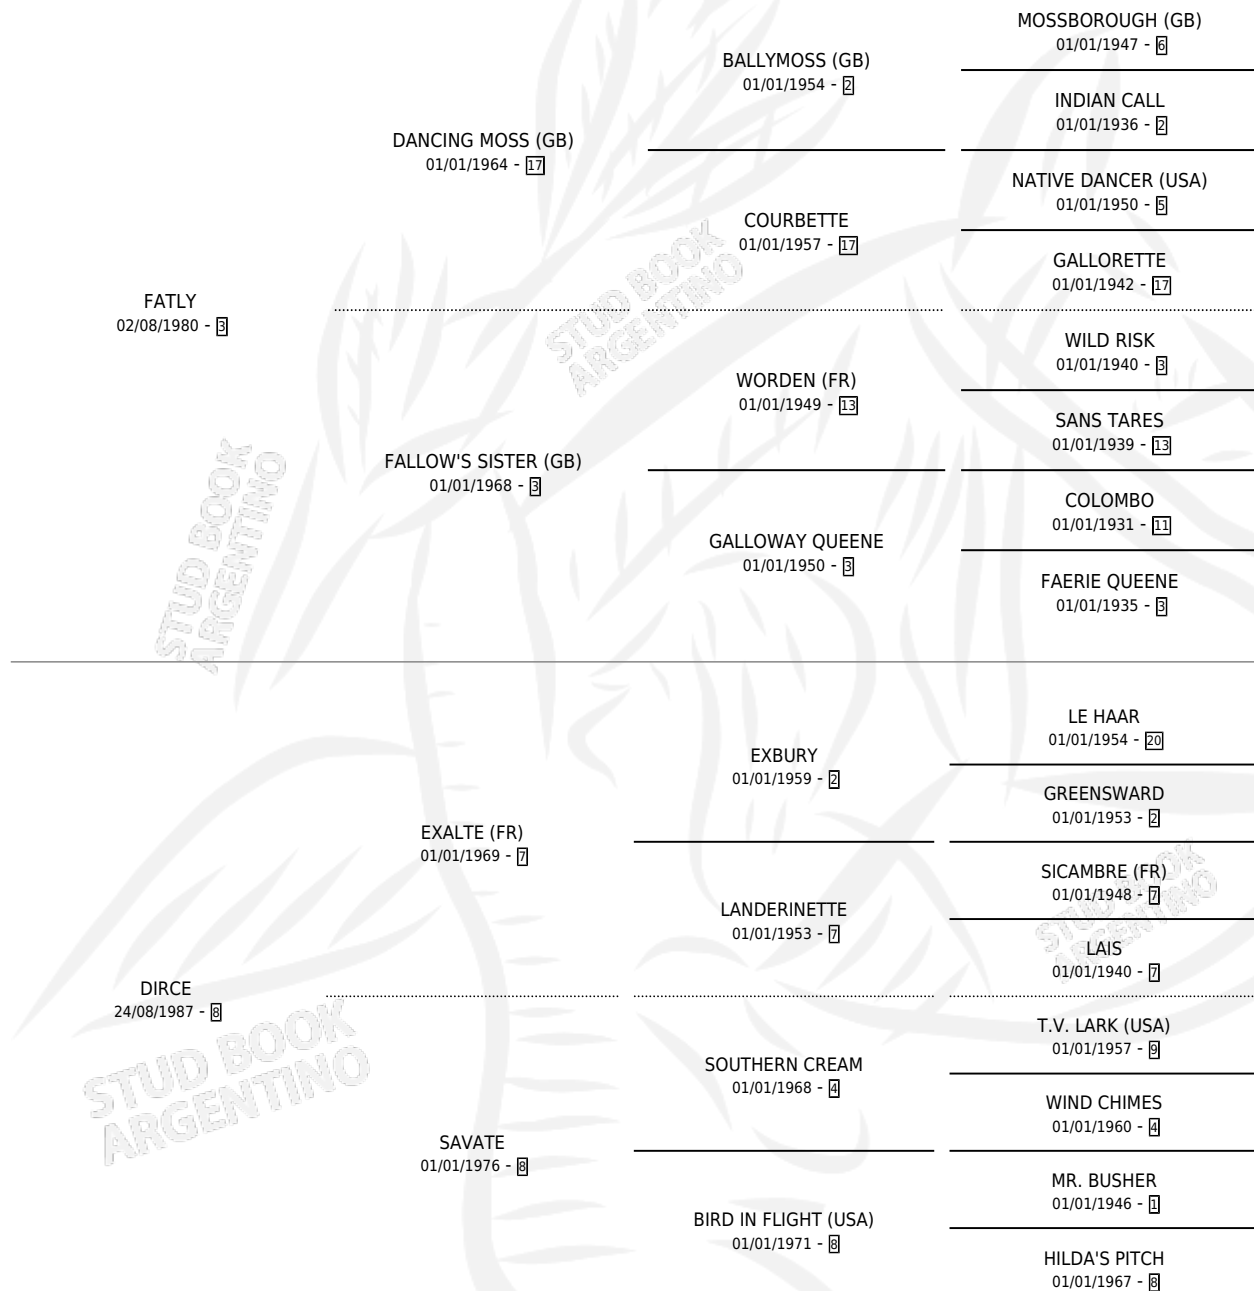 MOSSBOROUGH (GB)
01/01/1947 - 6
BALLYMOSS (GB)
01/01/1954 - 2
INDIAN CALL
01/01/1936 - 2
DANCING MOSS (GB)
01/01/1964 - 17
NATIVE DANCER (USA)
01/01/1950 - 5
COURBETTE
01/01/1957 - 17
GALLORETTE
01/01/1942 - 17
FATLY
02/08/1980 - 3
WILD RISK
01/01/1940 - 3
WORDEN (FR)
01/01/1949 - 13
SANS TARES
01/01/1939 - 13
FALLOW'S SISTER (GB)
01/01/1968 - 3
COLOMBO
01/01/1931 - 11
GALLOWAY QUEENE
01/01/1950 - 3
FAERIE QUEENE
01/01/1935 - 3
LE HAAR
01/01/1954 - 20
EXBURY
01/01/1959 - 2
GREENSWARD
01/01/1953 - 2
EXALTE (FR)
01/01/1969 - 7
SICAMBRE (FR)
01/01/1948 - 7
LANDERINETTE
01/01/1953 - 7
LAIS
01/01/1940 - 7
DIRCE
24/08/1987 - 8
T.V. LARK (USA)
01/01/1957 - 9
SOUTHERN CREAM
01/01/1968 - 4
WIND CHIMES
01/01/1960 - 4
SAVATE
01/01/1976 - 8
MR. BUSHER
01/01/1946 - 1
BIRD IN FLIGHT (USA)
01/01/1971 - 8
HILDA'S PITCH
01/01/1967 - 8
STUD BOOK
ARGENTINO
STUD BOOK
ARGENTINO
STUD BOOK
ARGENTINO
STUD BOOK
ARGENTINO